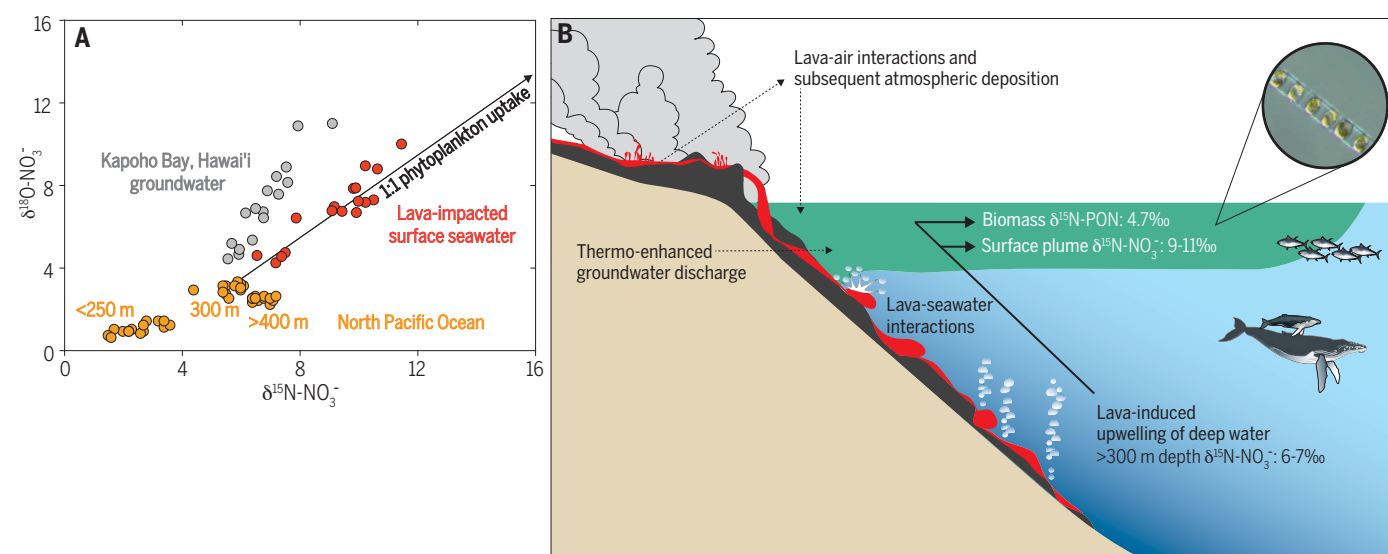 A
16
12
8
4
0
0
4
8
12
16
δ¹⁸O-NO₃⁻
δ¹⁵N-NO₃⁻
Kapoho Bay, Hawai'i
groundwater
1:1 phytoplankton uptake
Lava-impacted
surface seawater
<250 m
300 m
>400 m
North Pacific Ocean
B
Lava-air interactions and
subsequent atmospheric deposition
Biomass δ¹⁵N-PON: 4.7‰
Surface plume δ¹⁵N-NO₃⁻: 9-11‰
Thermo-enhanced
groundwater discharge
Lava-seawater
interactions
Lava-induced
upwelling of deep water
>300 m depth δ¹⁵N-NO₃⁻: 6-7‰